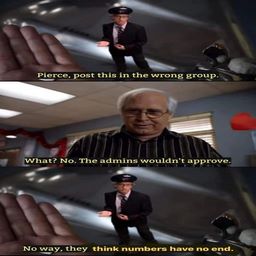 Pierce, post this in the wrong group.
What? No. The admins wouldn't approve.
No way, they think numbers have no end.